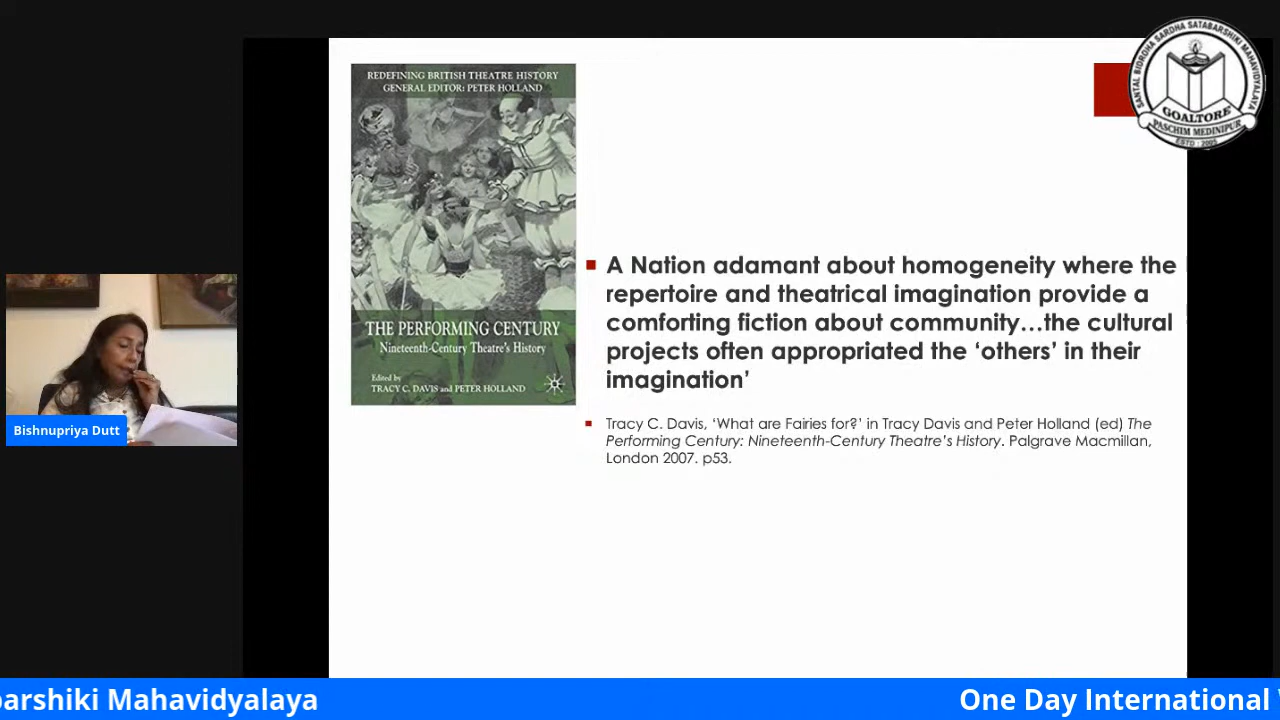 REDEFINING BRITISH THEATRE HISTORY
GENERAL EDITOR: PETER HOLLAND
THE PERFORMING CENTURY
Nineteenth-Century Theatre's History
Edited by
TRACY C. DAVIS and PETER HOLLAND
SANTAL BIDROHA SARDHA SATABARSHIKI MAHAVIDYALAYA
GOALTORE
PASCHIM MEDINIPUR
ESTD : 2005
A Nation adamant about homogeneity where the
repertoire and theatrical imagination provide a
comforting fiction about community…the cultural
projects often appropriated the ‘others’ in their
imagination’
Tracy C. Davis, ‘What are Fairies for?’ in Tracy Davis and Peter Holland (ed) The
Performing Century: Nineteenth-Century Theatre’s History. Palgrave Macmillan,
London 2007. p53.
Bishnupriya Dutt
arshiki Mahavidyalaya
One Day International